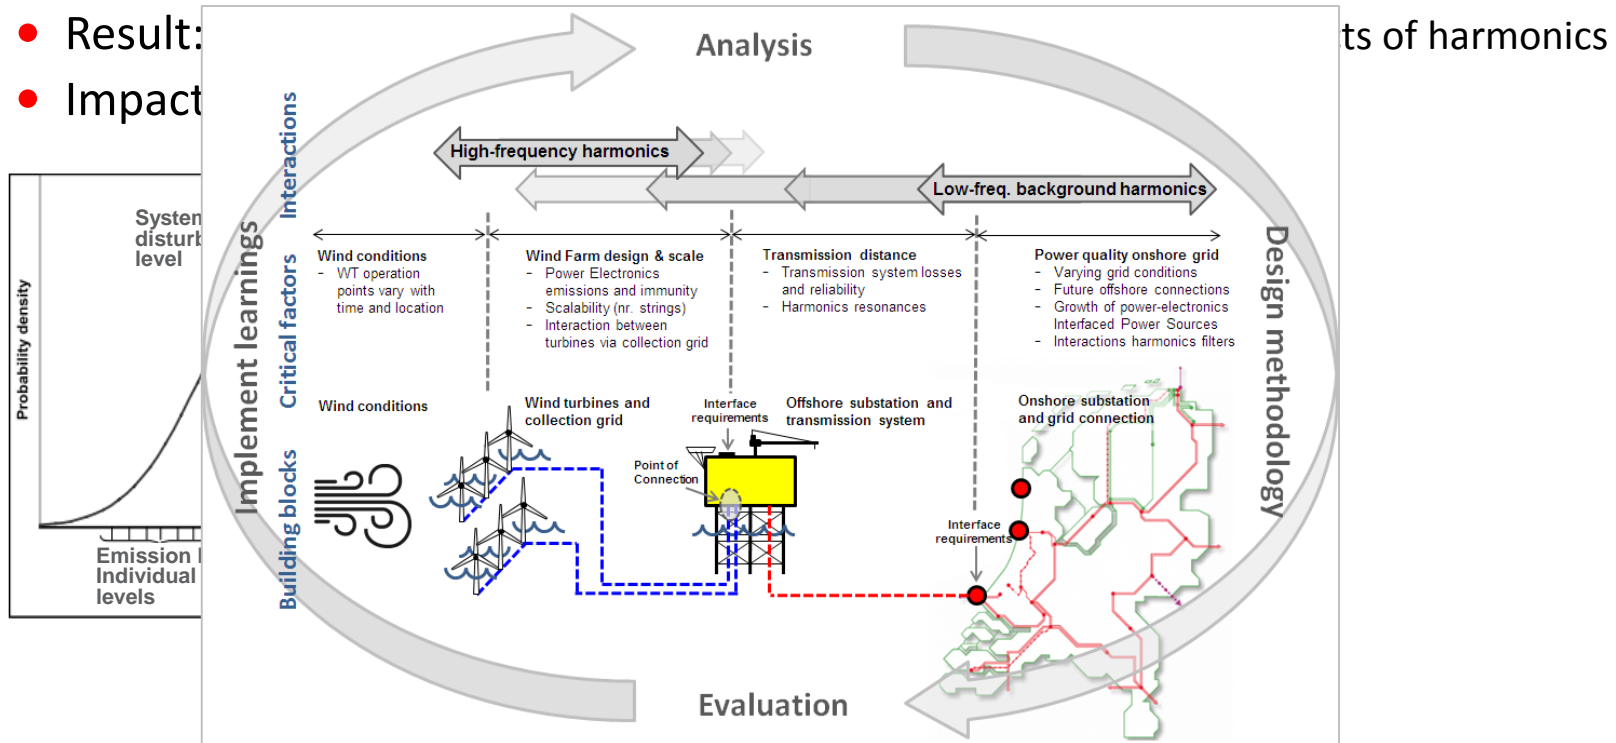 Result:
ts of harmonics
Impact
Analysis
Interactions
High-frequency harmonics
Low-freq. background harmonics
Implement learnings
Design methodology
Critical factors
Wind conditions
- WT operation
points vary with
time and location
Wind Farm design & scale
- Power Electronics
emissions and immunity
- Scalability (nr. strings)
- Interaction between
turbines via collection grid
Transmission distance
- Transmission system losses
and reliability
- Harmonics resonances
Power quality onshore grid
- Varying grid conditions
- Future offshore connections
- Growth of power-electronics
Interfaced Power Sources
- Interactions harmonics filters
Building blocks
Wind conditions
Wind turbines and
collection grid
Interface
requirements
Offshore substation and
transmission system
Onshore substation
and grid connection
Point of
Connection
Interface
requirements
Evaluation
Probability density
System
disturb
level
Emission
Individual
levels